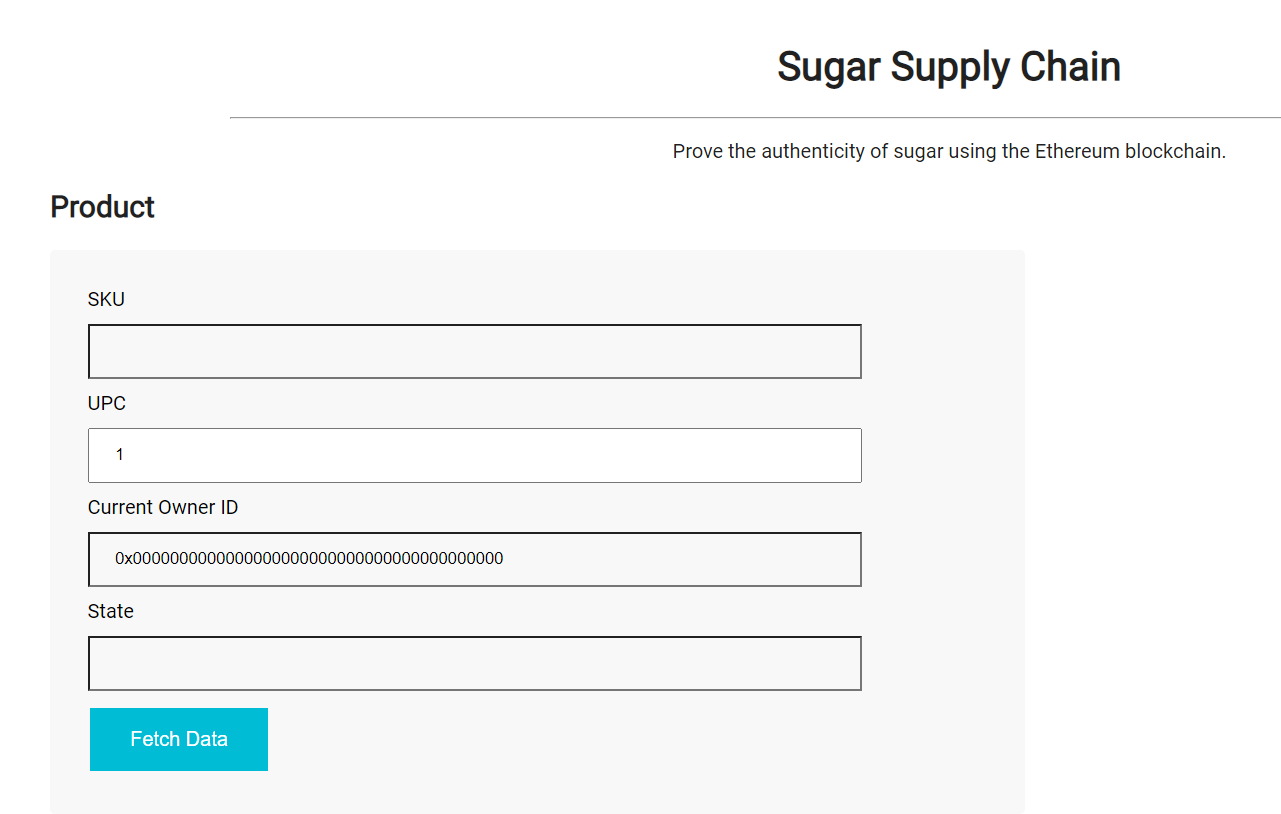 Sugar Supply Chain
Prove the authenticity of sugar using the Ethereum blockchain.
Product
SKU
UPC
1
Current Owner ID
0x0000000000000000000000000000000000000000
State
Fetch Data